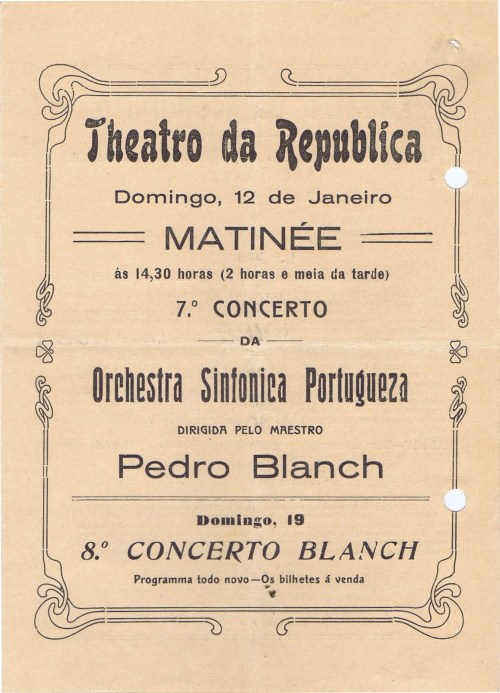 Theatro da Republica
Domingo, 12 de Janeiro
MATINÉE
ás 14,30 horas (2 horas e meia da tarde)
7.º CONCERTO
DA
Orchestra Sinfonica Portugueza
DIRIGIDA PELO MAESTRO
Pedro Blanch
Domingo, 19
8.º CONCERTO BLANCH
Programma todo novo—Os bilhetes á venda